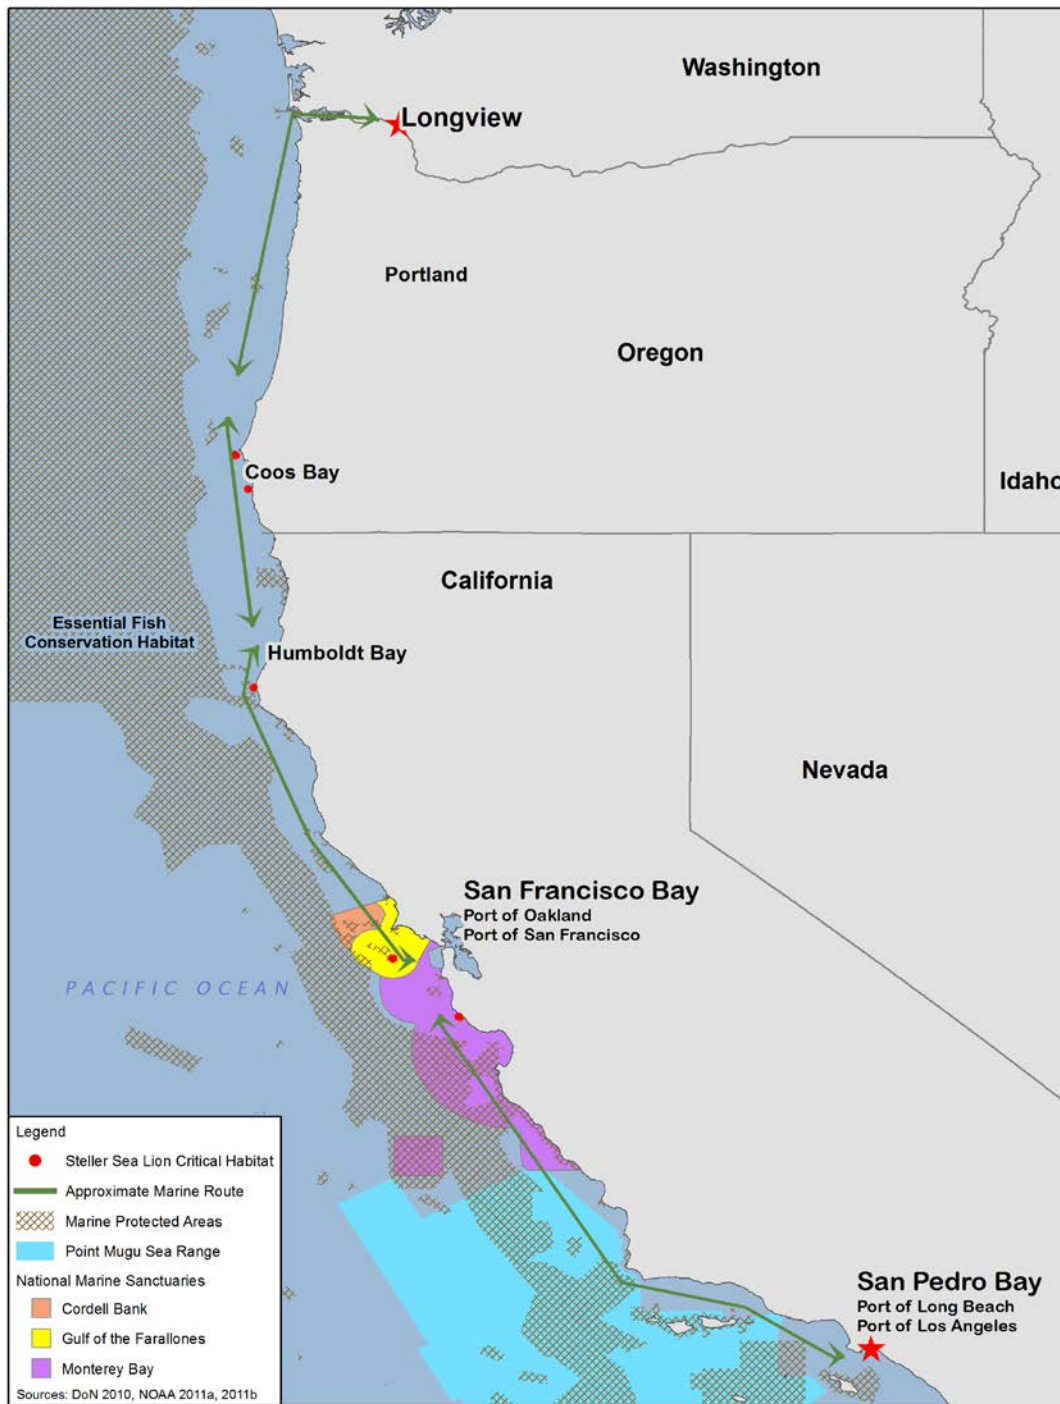 Washington
Longview
Portland
Oregon
Coos Bay
Idaho
California
Essential Fish
Conservation Habitat
Humboldt Bay
Nevada
San Francisco Bay
Port of Oakland
Port of San Francisco
PACIFIC OCEAN
San Pedro Bay
Port of Long Beach
Port of Los Angeles
Legend
Steller Sea Lion Critical Habitat
Approximate Marine Route
Marine Protected Areas
Point Mugu Sea Range
National Marine Sanctuaries
Cordell Bank
Gulf of the Farallones
Monterey Bay
Sources: DoN 2010, NOAA 2011a, 2011b